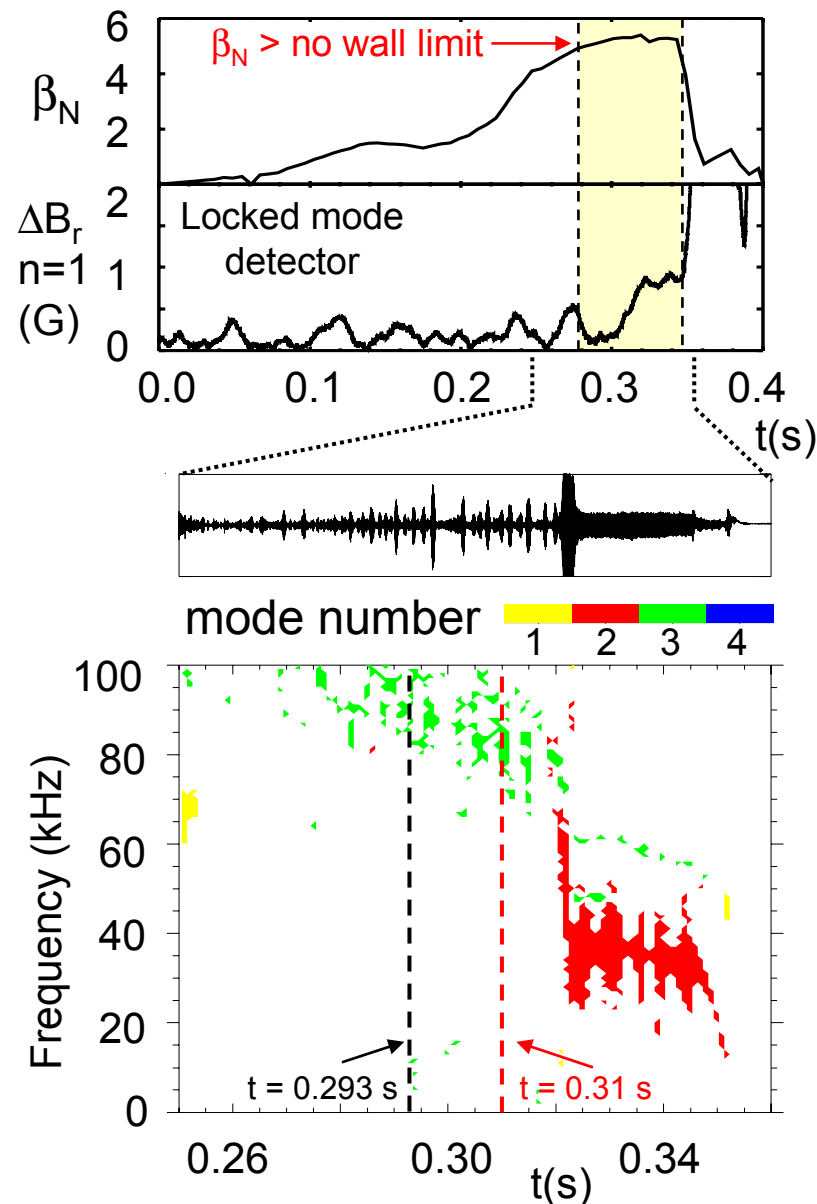 6
β_N > no wall limit
4
β_N
2
2
ΔB_r
Locked mode
n=1
1
detector
(G)
0
0.0 0.1 0.2 0.3 0.4
t(s)
mode number
1 2 3 4
100
80
60
40
20
0
Frequency (kHz)
t = 0.293 s
t = 0.31 s
0.26 0.30 0.34
t(s)